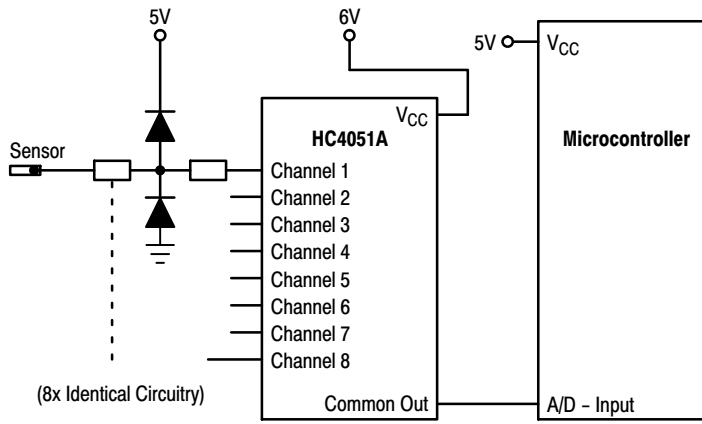 5V
6V
5V
VCC
VCC
HC4051A
Microcontroller
Sensor
Channel 1
Channel 2
Channel 3
Channel 4
Channel 5
Channel 6
Channel 7
Channel 8
(8x Identical Circuitry)
Common Out
A/D – Input